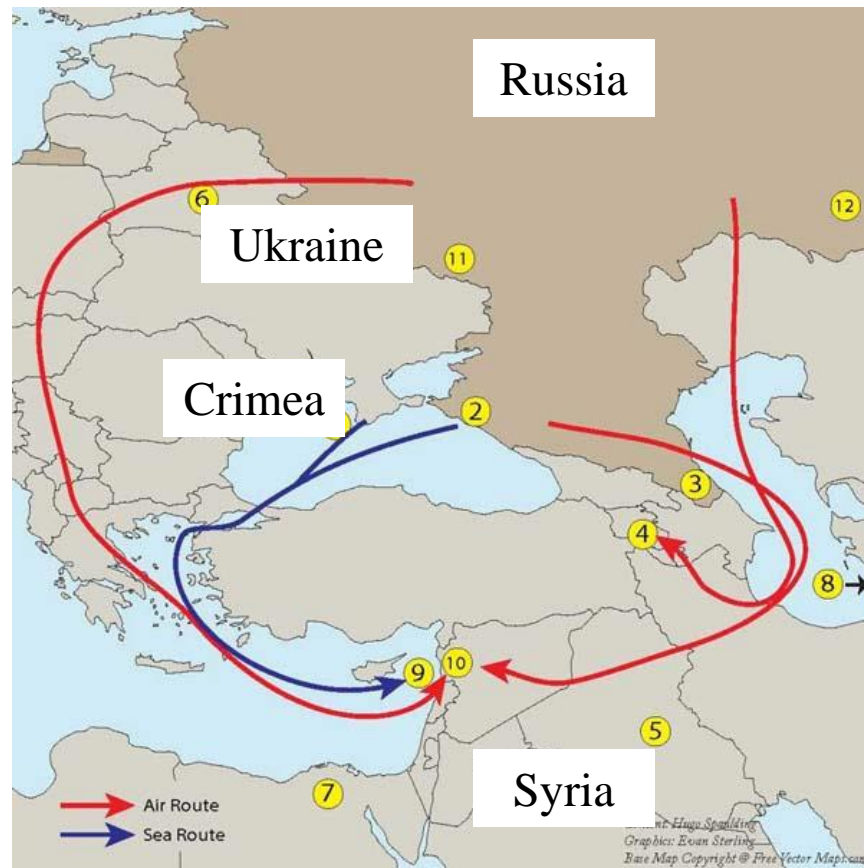 Russia
12
6
Ukraine
11
Crimea
2
3
4
8
9
10
5
Syria
7
Air Route
Sea Route
Content: Hugo Spaulding
Graphics: Evan Sterling
Base Map Copyright @ Free Vector Maps.com